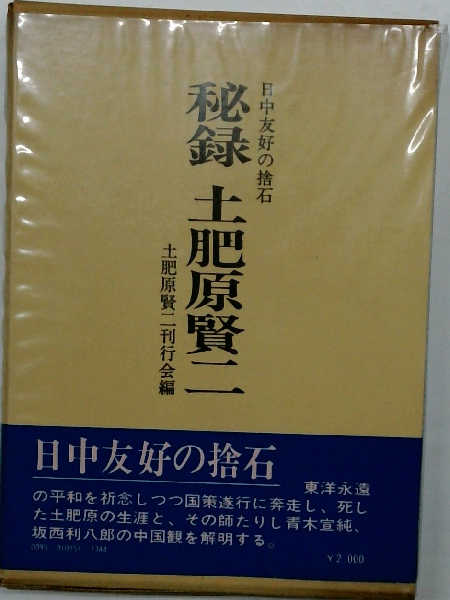 日中友好の捨石
秘録 土肥原賢二
土肥原賢二刊行会編
日中友好の捨石
東洋永遠
の平和を祈念しつつ国策遂行に奔走し、死し
た土肥原の生涯と、その師たりし青木宣純、
坂西利八郎の中国観を解明する。
¥2 000